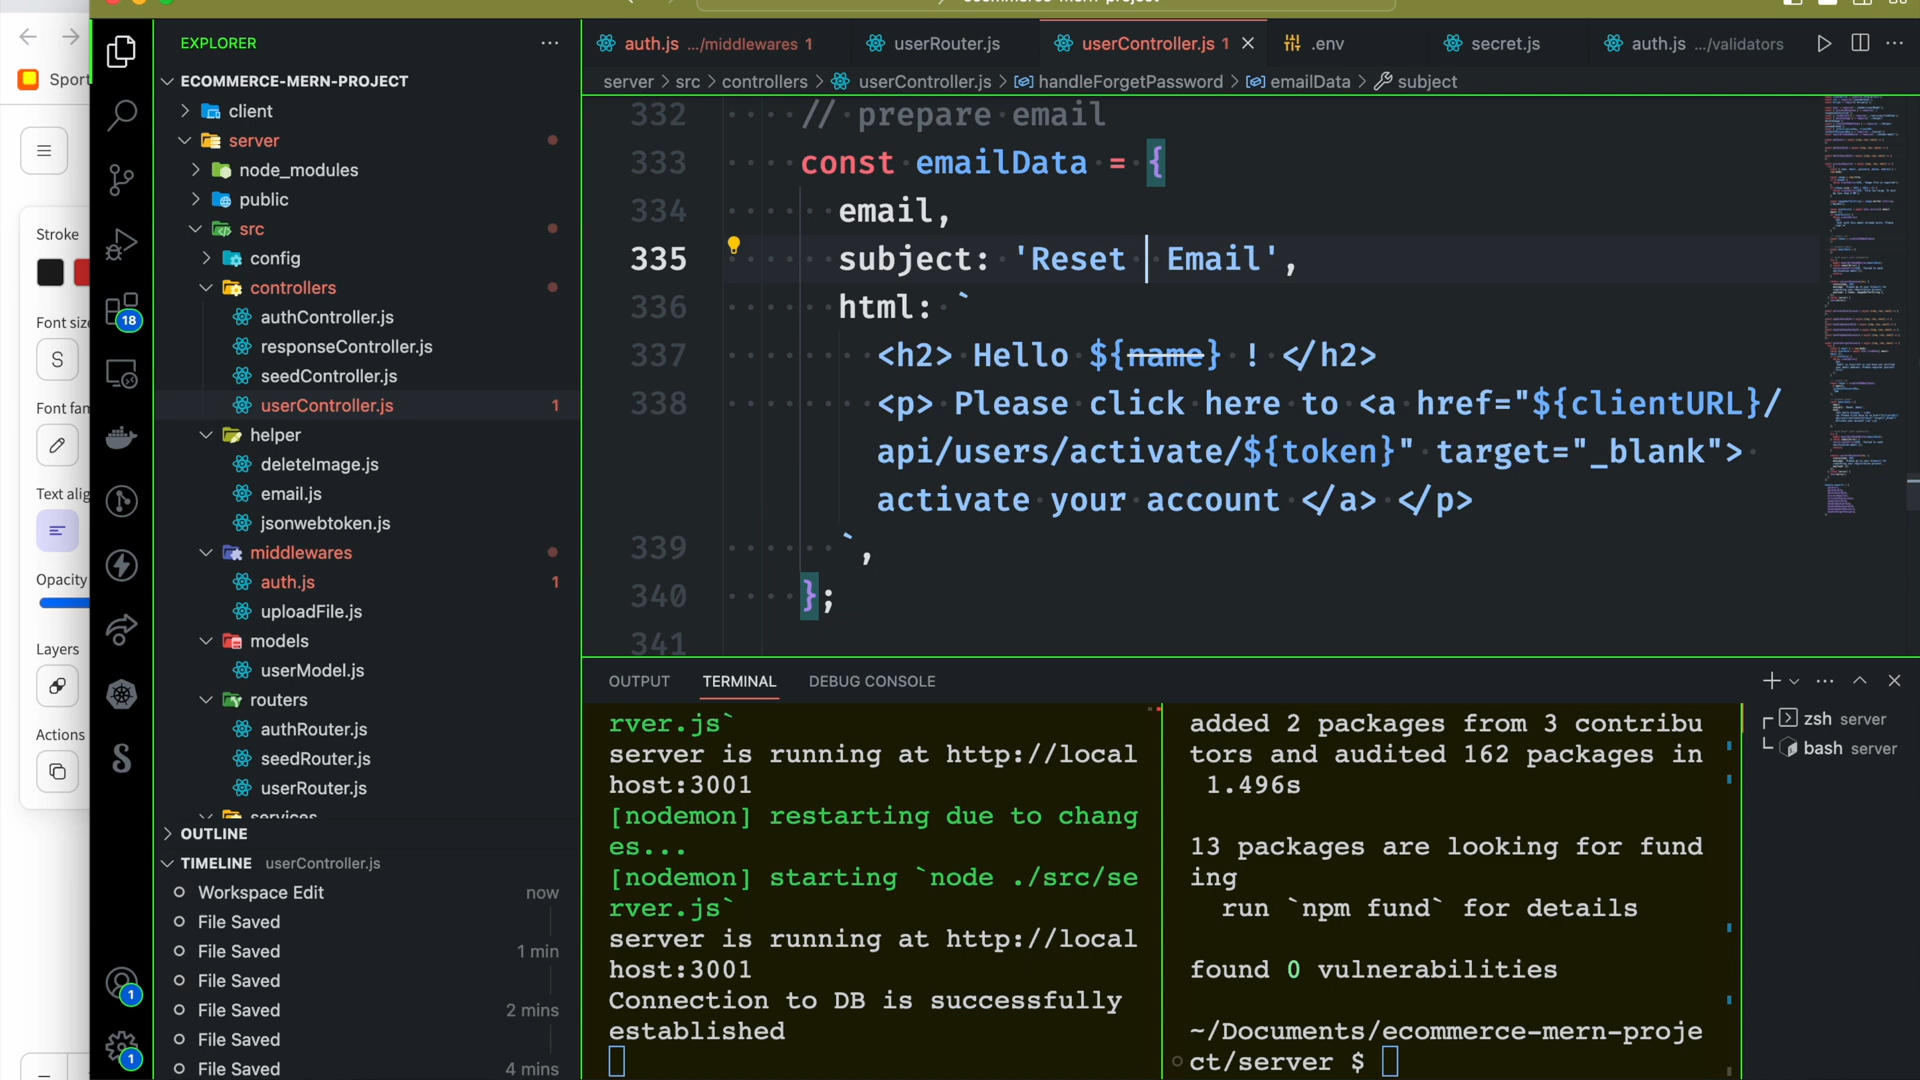 ecommerce-mern-project
Sport
Stroke
Font size
S
Font fam
Text alig
Opacity
Layers
Actions
18
1
1
EXPLORER
ECOMMERCE-MERN-PROJECT
client
server
node_modules
public
src
config
controllers
authController.js
responseController.js
seedController.js
userController.js 1
helper
deleteImage.js
email.js
jsonwebtoken.js
middlewares
auth.js 1
uploadFile.js
models
userModel.js
routers
authRouter.js
seedRouter.js
userRouter.js
services
OUTLINE
TIMELINE userController.js
Workspace Edit now
File Saved
File Saved 1 min
File Saved
File Saved 2 mins
File Saved
File Saved 4 mins
auth.js .../middlewares 1 userRouter.js userController.js 1 .env secret.js auth.js .../validators
server > src > controllers > userController.js > handleForgetPassword > emailData > subject
332 // prepare email
333 const emailData = {
334 email,
335 subject: 'Reset  Email',
336 html: `
337 <h2> Hello ${name} ! </h2>
338 <p> Please click here to <a href="${clientURL}/
api/users/activate/${token}" target="_blank">
activate your account </a> </p>
339 `,
340 };
341
OUTPUT TERMINAL DEBUG CONSOLE
rver.js`
server is running at http://local
host:3001
[nodemon] restarting due to chang
es...
[nodemon] starting `node ./src/se
rver.js`
server is running at http://local
host:3001
Connection to DB is successfully
established
added 2 packages from 3 contribu
tors and audited 162 packages in
1.496s
13 packages are looking for fund
ing
run `npm fund` for details
found 0 vulnerabilities
~/Documents/ecommerce-mern-proje
ct/server $
zsh server
bash server